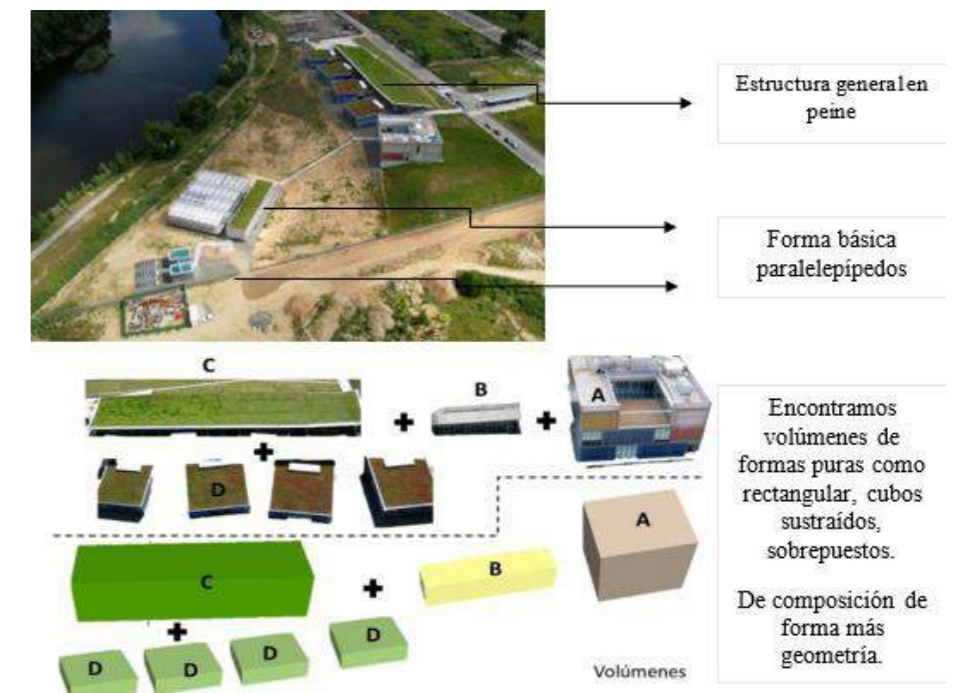 Estructura general en
peine
Forma básica
paralelepípedos
C
B
A
D
Encontramos
volúmenes de
formas puras como
rectangular, cubos
sustraídos,
sobrepuestos.
De composición de
forma más
geometría.
A
C
B
D
D
D
D
Volúmenes